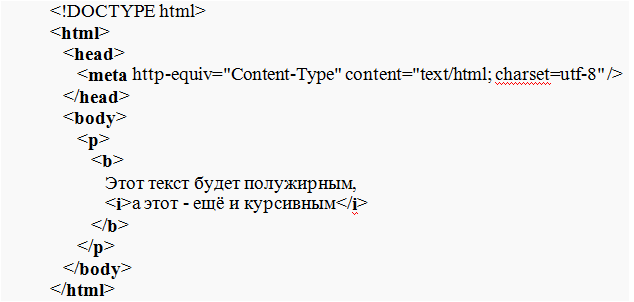 <!DOCTYPE html>
<html>
<head>
<meta http-equiv="Content-Type" content="text/html; charset=utf-8"/>
</head>
<body>
<p>
<b>
Этот текст будет полужирным,
<i>а этот - ещё и курсивным</i>
</b>
</p>
</body>
</html>